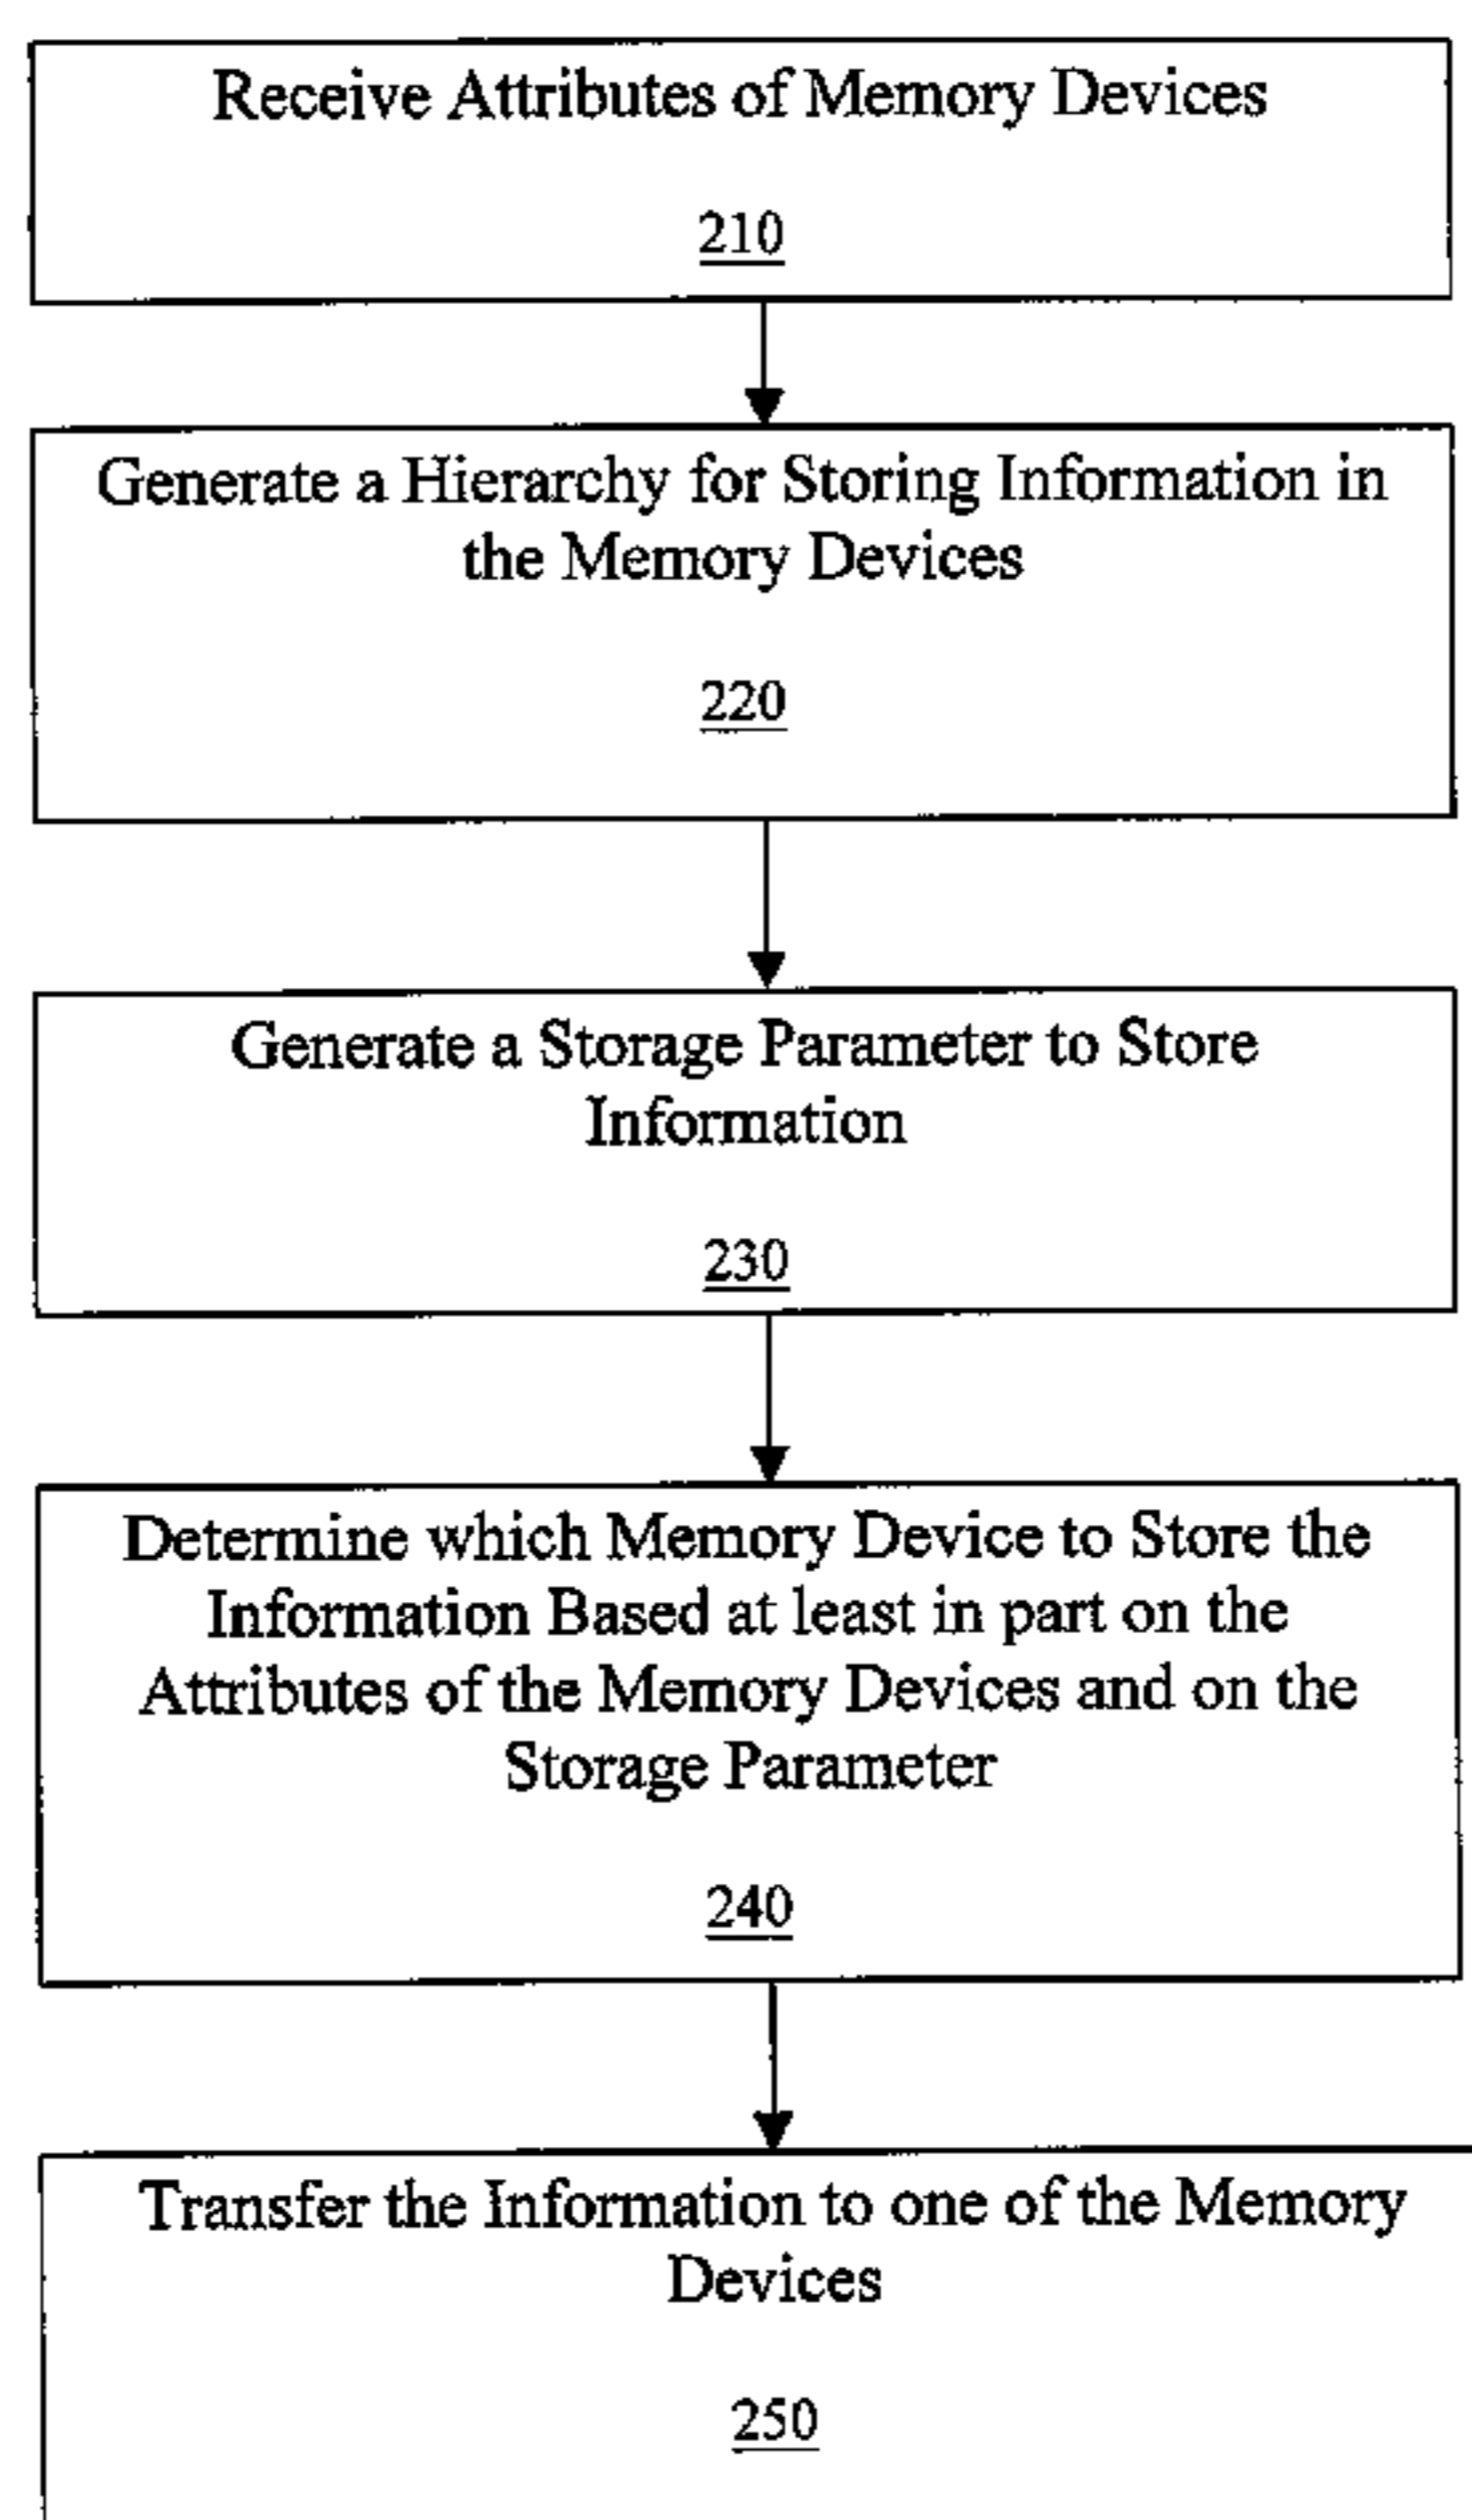 Receive Attributes of Memory Devices
210
Generate a Hierarchy for Storing Information in
the Memory Devices
220
Generate a Storage Parameter to Store
Information
230
Determine which Memory Device to Store the
Information Based at least in part on the
Attributes of the Memory Devices and on the
Storage Parameter
240
Transfer the Information to one of the Memory
Devices
250